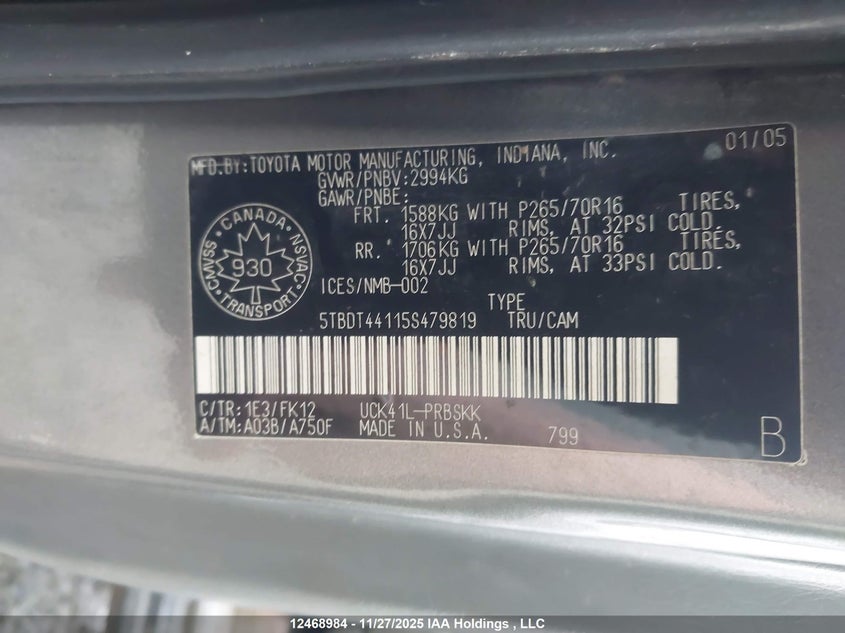 MFD.BY:TOYOTA MOTOR MANUFACTURING, INDIANA, INC. 01/05
GVWR/PNBV:2994KG
GAWR/PNBE:
FRT. 1588KG WITH P265/70R16 TIRES,
16X7JJ RIMS, AT 32PSI COLD.
RR. 1706KG WITH P265/70R16 TIRES,
16X7JJ RIMS, AT 33PSI COLD.
CANADA
CMVSS 930 NSVAC
TRANSPORT
ICES/NMB-002
TYPE
5TBDT44115S479819 TRU/CAM
C/TR:1E3/FK12 UCK41L-PRBSKK
A/TM:A03B/A750F MADE IN U.S.A. 799 B
12468984 - 11/27/2025 IAA Holdings , LLC